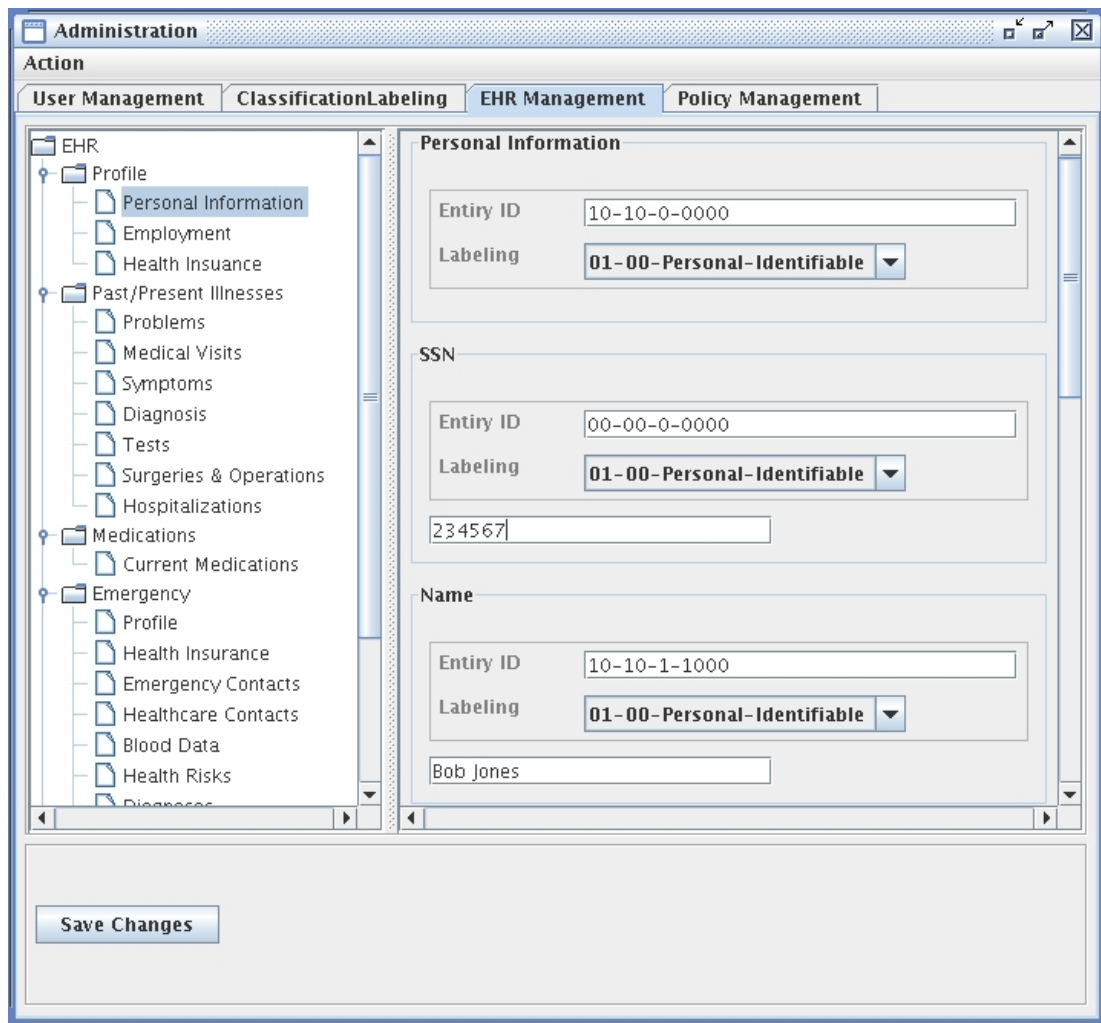 Administration
Action
User Management ClassificationLabeling EHR Management Policy Management
EHR
Profile
Personal Information
Employment
Health Insuance
Past/Present Illnesses
Problems
Medical Visits
Symptoms
Diagnosis
Tests
Surgeries & Operations
Hospitalizations
Medications
Current Medications
Emergency
Profile
Health Insurance
Emergency Contacts
Healthcare Contacts
Blood Data
Health Risks
Diagnoses
Personal Information
Entiry ID 10-10-0-0000
Labeling 01-00-Personal-Identifiable
SSN
Entiry ID 00-00-0-0000
Labeling 01-00-Personal-Identifiable
234567
Name
Entiry ID 10-10-1-1000
Labeling 01-00-Personal-Identifiable
Bob Jones
Save Changes